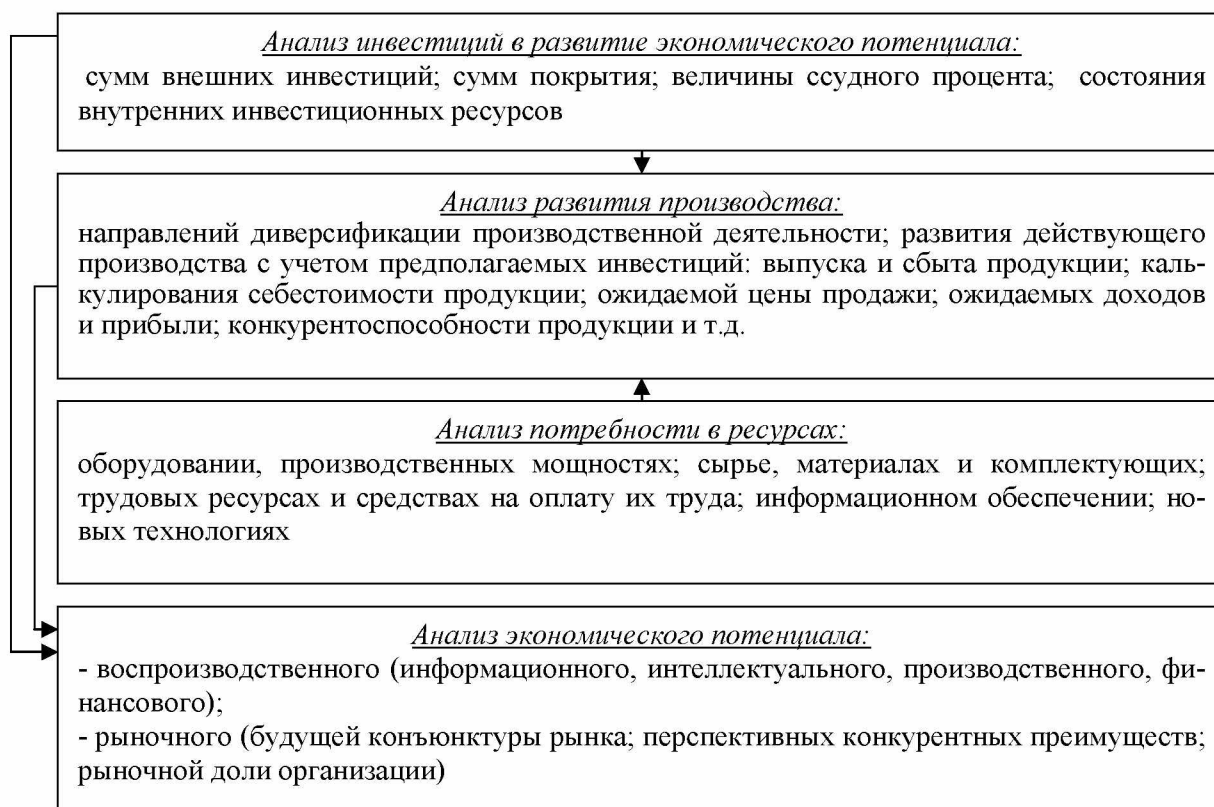 Анализ инвестиций в развитие экономического потенциала:
сумм внешних инвестиций; сумм покрытия; величины ссудного процента; состояния
внутренних инвестиционных ресурсов
Анализ развития производства:
направлений диверсификации производственной деятельности; развития действующего
производства с учетом предполагаемых инвестиций: выпуска и сбыта продукции; каль-
кулирования себестоимости продукции; ожидаемой цены продажи; ожидаемых доходов
и прибыли; конкурентоспособности продукции и т.д.
Анализ потребности в ресурсах:
оборудовании, производственных мощностях; сырье, материалах и комплектующих;
трудовых ресурсах и средствах на оплату их труда; информационном обеспечении; но-
вых технологиях
Анализ экономического потенциала:
- воспроизводственного (информационного, интеллектуального, производственного, фи-
нансового);
- рыночного (будущей конъюнктуры рынка; перспективных конкурентных преимуществ;
рыночной доли организации)